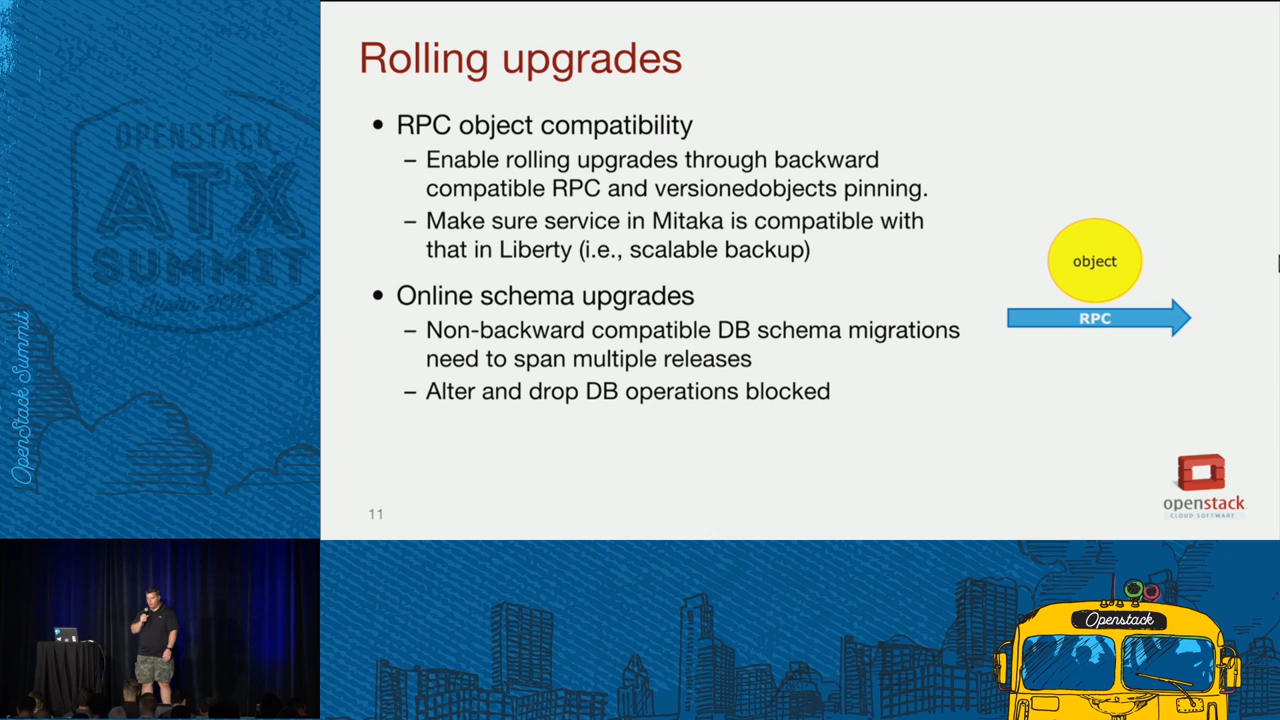 Rolling upgrades
• RPC object compatibility
– Enable rolling upgrades through backward
compatible RPC and versionedobjects pinning.
– Make sure service in Mitaka is compatible with
that in Liberty (i.e., scalable backup)
• Online schema upgrades
– Non-backward compatible DB schema migrations
need to span multiple releases
– Alter and drop DB operations blocked
object
RPC
11
openstack
CLOUD SOFTWARE
OPENSTACK
ATX
SUMMIT
Austin 2016
OpenStack Summit
Openstack